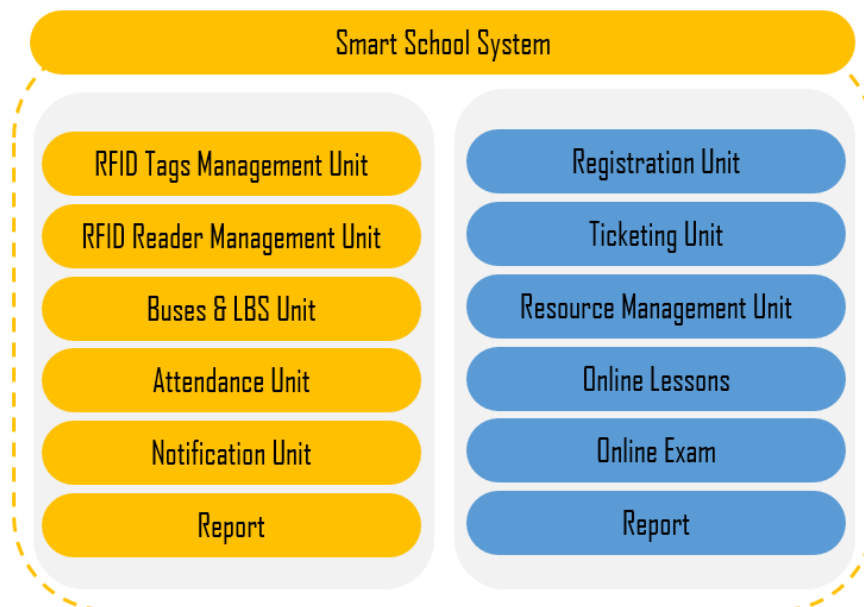 Smart School System
RFID Tags Management Unit
RFID Reader Management Unit
Buses & LBS Unit
Attendance Unit
Notification Unit
Report
Registration Unit
Ticketing Unit
Resource Management Unit
Online Lessons
Online Exam
Report